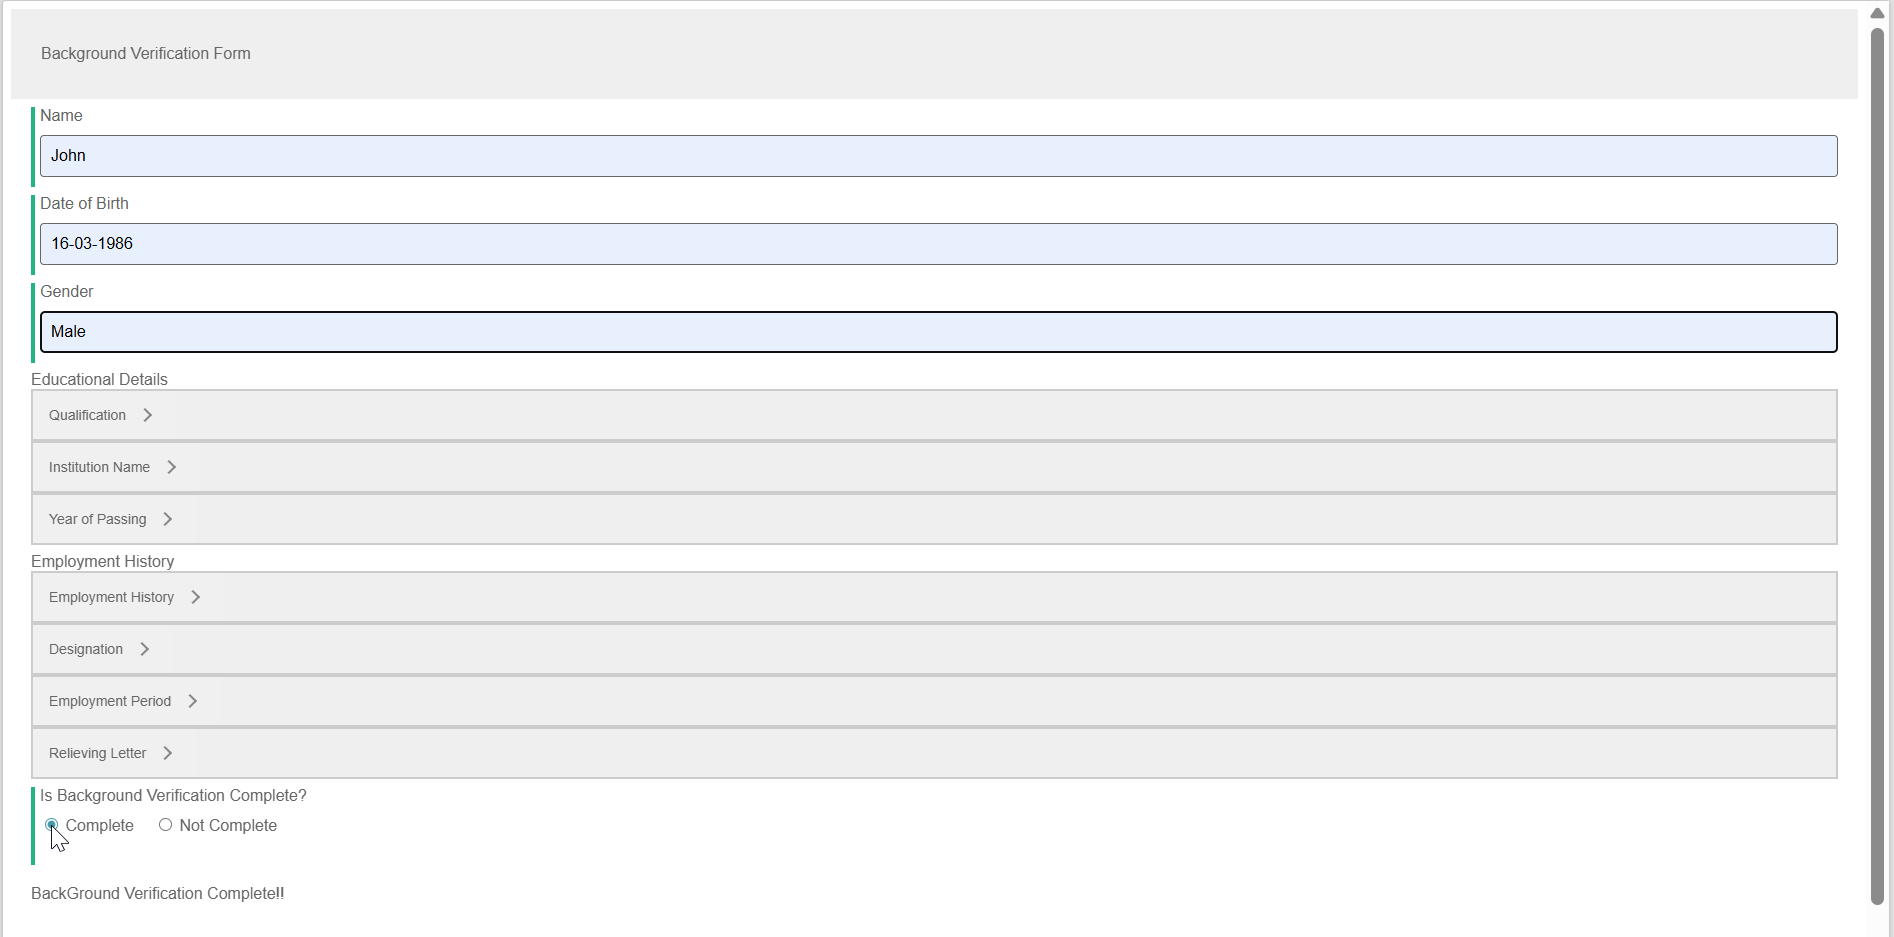 Background Verification Form
Name
John
Date of Birth
16-03-1986
Gender
Male
Educational Details
Qualification
Institution Name
Year of Passing
Employment History
Employment History
Designation
Employment Period
Relieving Letter
Is Background Verification Complete?
Complete Not Complete
BackGround Verification Complete!!